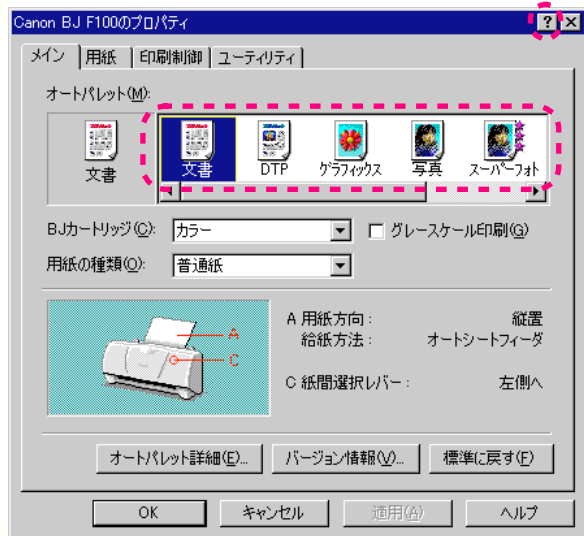 Canon BJ F100のプロパティ
メイン 用紙 印刷制御 ユーティリティ
オートパレット(M):
文書 文書 DTP グラフィックス 写真 スーパーフォト
BJカートリッジ(C): カラー グレースケール印刷(G)
用紙の種類(O): 普通紙
A A 用紙方向： 縦置
給紙方法： オートシートフィーダ
C C 紙間選択レバー： 左側へ
オートパレット詳細(E)... バージョン情報(V)... 標準に戻す(F)
OK キャンセル 適用(A) ヘルプ